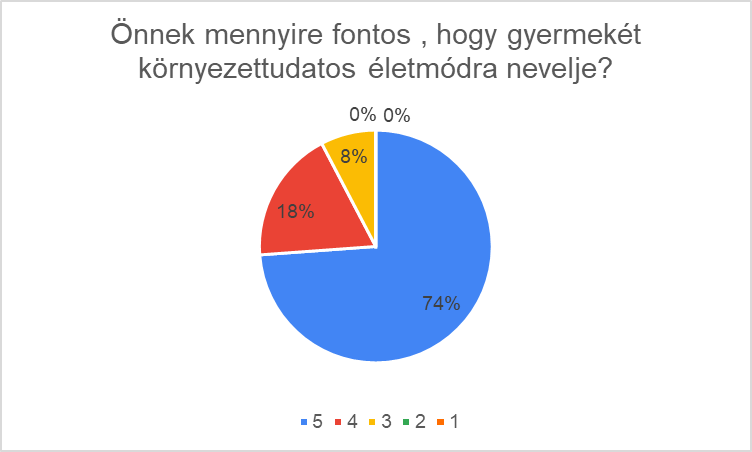 Önnek mennyire fontos , hogy gyermekét
környezettudatos életmódra nevelje?
0% 0%
8%
18%
74%
5 4 3 2 1